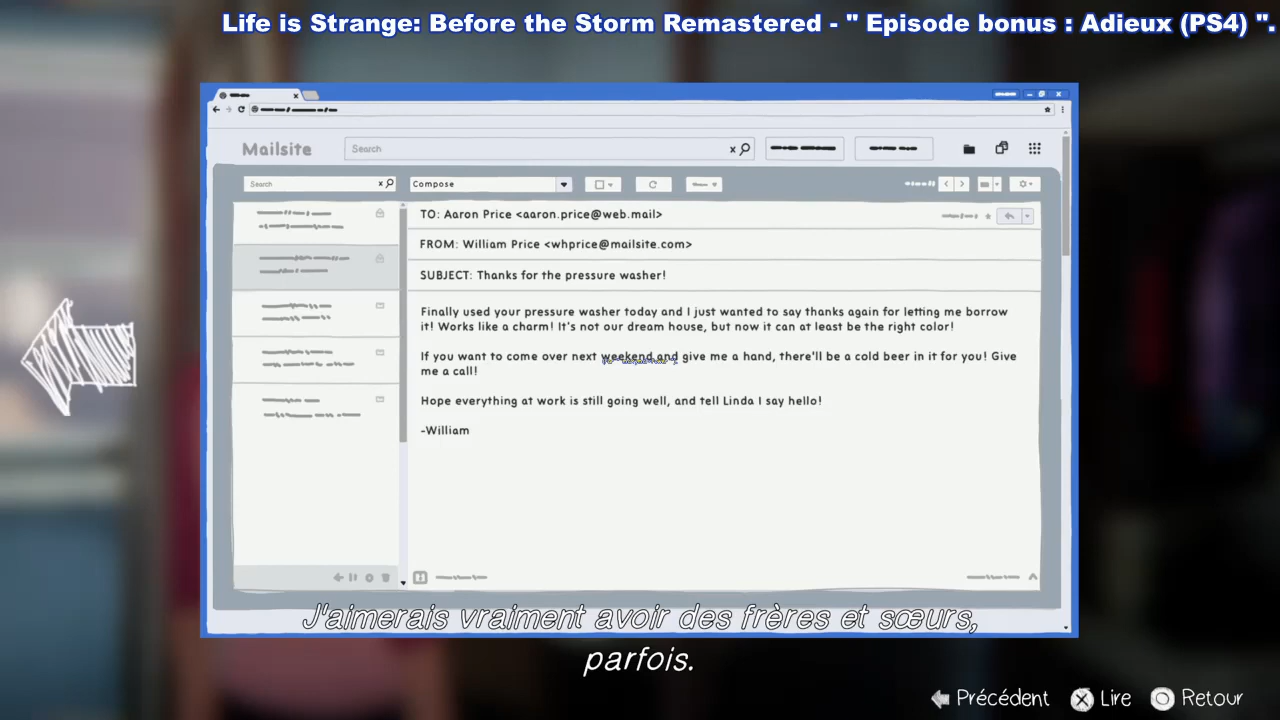 Life is Strange: Before the Storm Remastered - " Episode bonus : Adieux (PS4) ".
Mailsite
Search
x
Search
x
Compose
TO: Aaron Price <aaron.price@web.mail>
FROM: William Price <whprice@mailsite.com>
SUBJECT: Thanks for the pressure washer!
Finally used your pressure washer today and I just wanted to say thanks again for letting me borrow
it! Works like a charm! It's not our dream house, but now it can at least be the right color!
If you want to come over next weekend and give me a hand, there'll be a cold beer in it for you! Give
me a call!
Hope everything at work is still going well, and tell Linda I say hello!
-William
J'aimerais vraiment avoir des frères et sœurs,
parfois.
Précédent
Lire
Retour